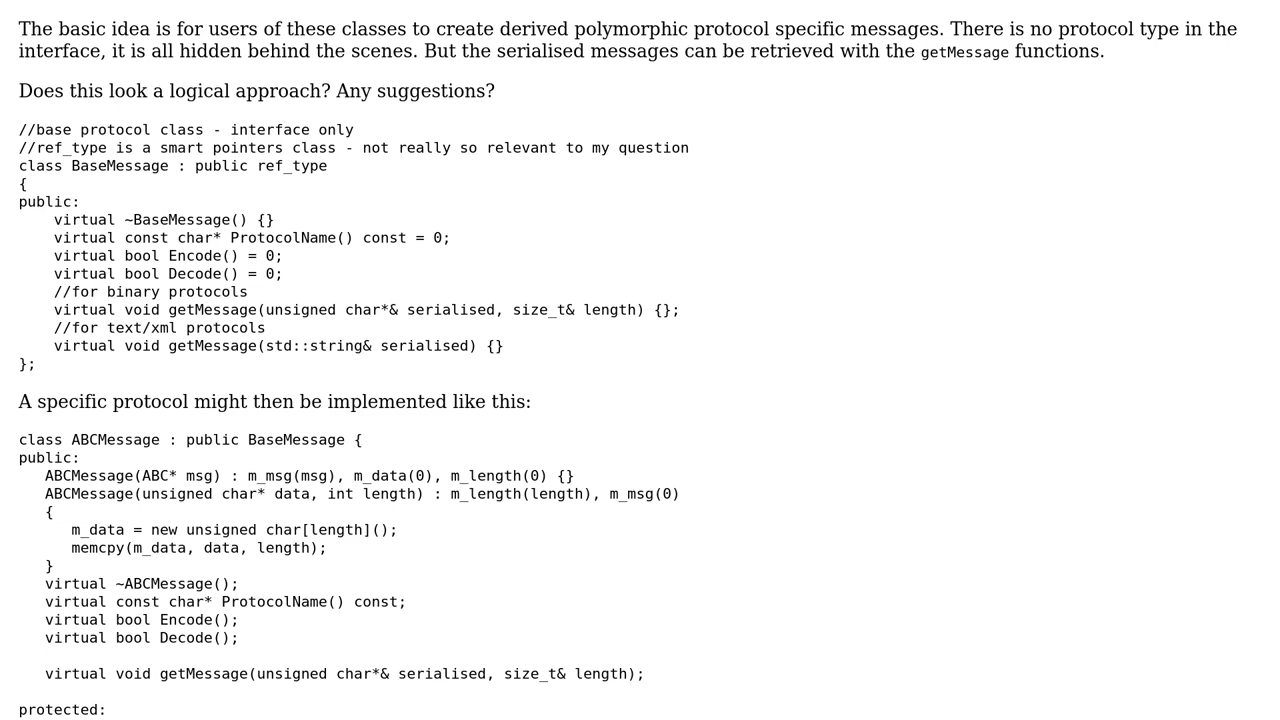 The basic idea is for users of these classes to create derived polymorphic protocol specific messages. There is no protocol type in the
interface, it is all hidden behind the scenes. But the serialised messages can be retrieved with the getMessage functions.
Does this look a logical approach? Any suggestions?
//base protocol class - interface only
//ref_type is a smart pointers class - not really so relevant to my question
class BaseMessage : public ref_type
{
public:
    virtual ~BaseMessage() {}
    virtual const char* ProtocolName() const = 0;
    virtual bool Encode() = 0;
    virtual bool Decode() = 0;
    //for binary protocols
    virtual void getMessage(unsigned char*& serialised, size_t& length) {};
    //for text/xml protocols
    virtual void getMessage(std::string& serialised) {}
};
A specific protocol might then be implemented like this:
class ABCMessage : public BaseMessage {
public:
   ABCMessage(ABC* msg) : m_msg(msg), m_data(0), m_length(0) {}
   ABCMessage(unsigned char* data, int length) : m_length(length), m_msg(0)
   {
      m_data = new unsigned char[length]();
      memcpy(m_data, data, length);
   }
   virtual ~ABCMessage();
   virtual const char* ProtocolName() const;
   virtual bool Encode();
   virtual bool Decode();
   virtual void getMessage(unsigned char*& serialised, size_t& length);
protected: